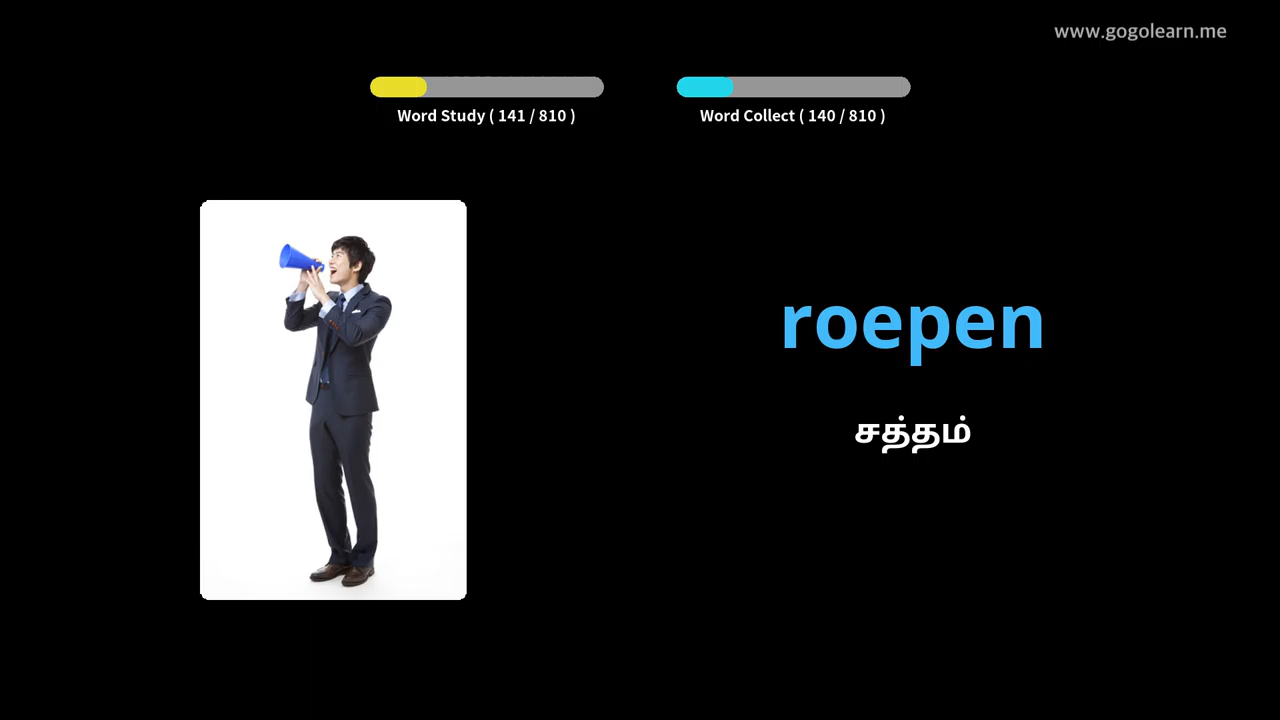 www.gogolearn.me
Word Study ( 141 / 810 )
Word Collect ( 140 / 810 )
roepen
சத்தம்